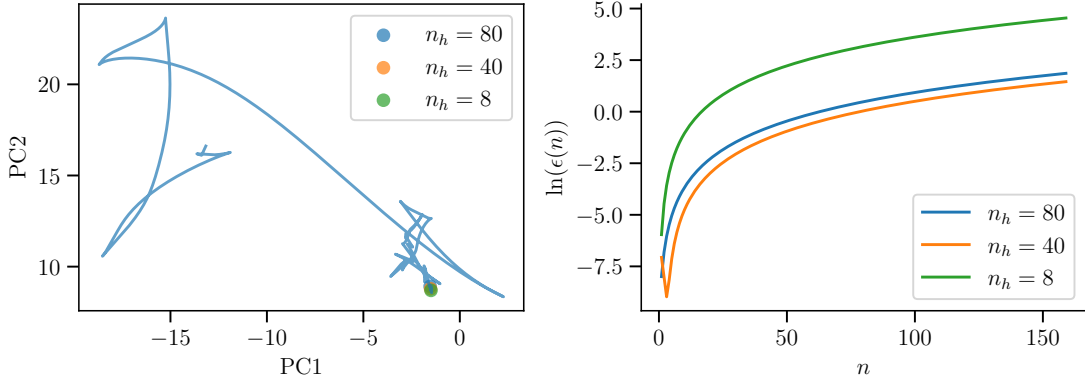 20
15
10
PC2
−15
−10
−5
0
PC1
n_h = 80
n_h = 40
n_h = 8
5.0
2.5
0.0
−2.5
−5.0
−7.5
ln(ϵ(n))
0
50
100
150
n
n_h = 80
n_h = 40
n_h = 8